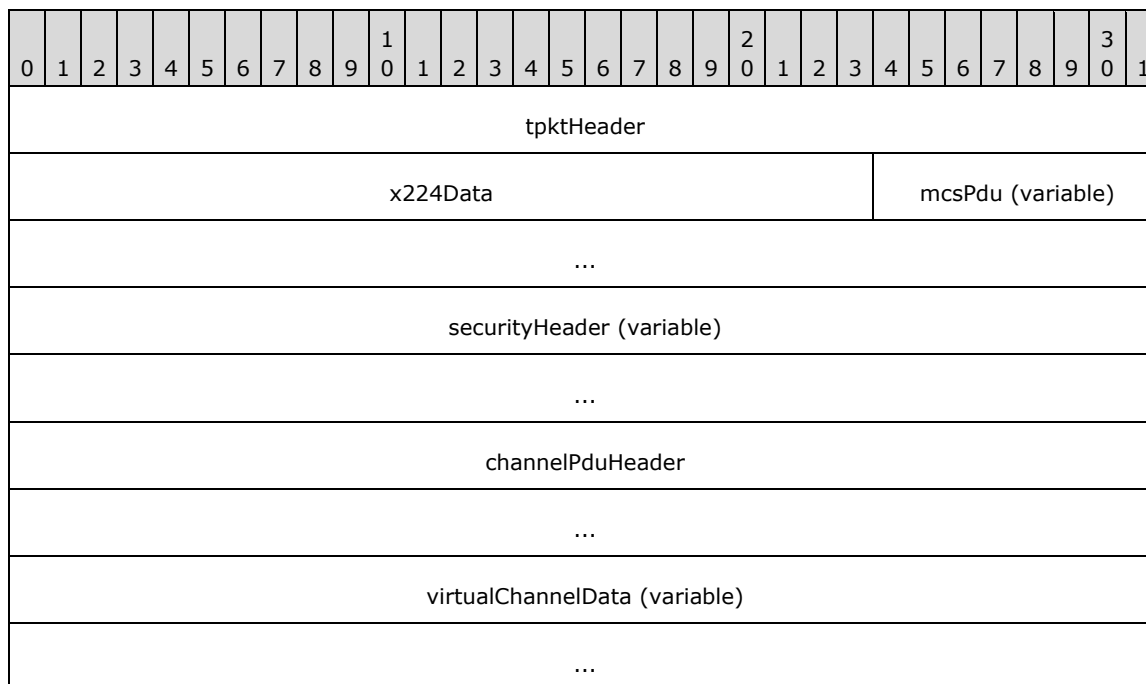 1 2 3
0 1 2 3 4 5 6 7 8 9 0 1 2 3 4 5 6 7 8 9 0 1 2 3 4 5 6 7 8 9 0 1
tpktHeader
x224Data mcsPdu (variable)
...
securityHeader (variable)
...
channelPduHeader
...
virtualChannelData (variable)
...